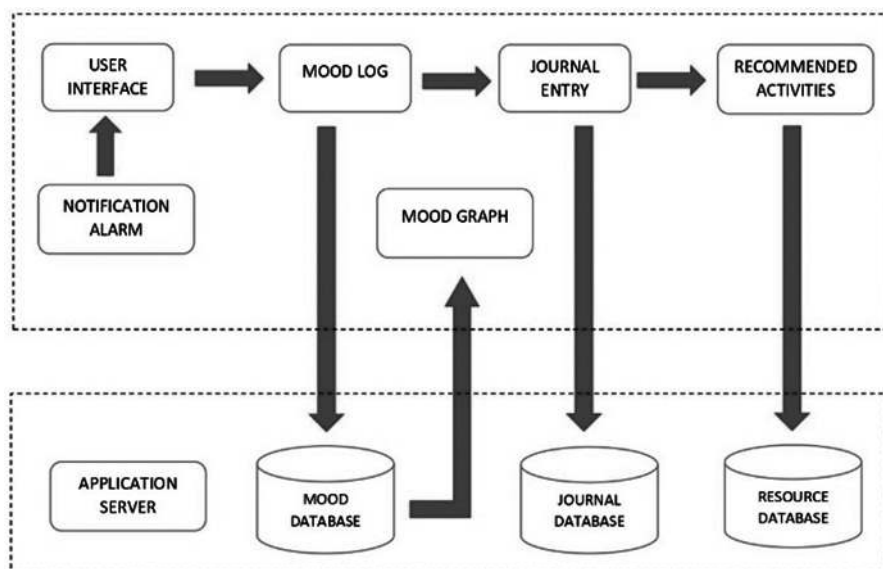 USER
INTERFACE
MOOD LOG
JOURNAL
ENTRY
RECOMMENDED
ACTIVITIES
NOTIFICATION
ALARM
MOOD GRAPH
APPLICATION
SERVER
MOOD
DATABASE
JOURNAL
DATABASE
RESOURCE
DATABASE